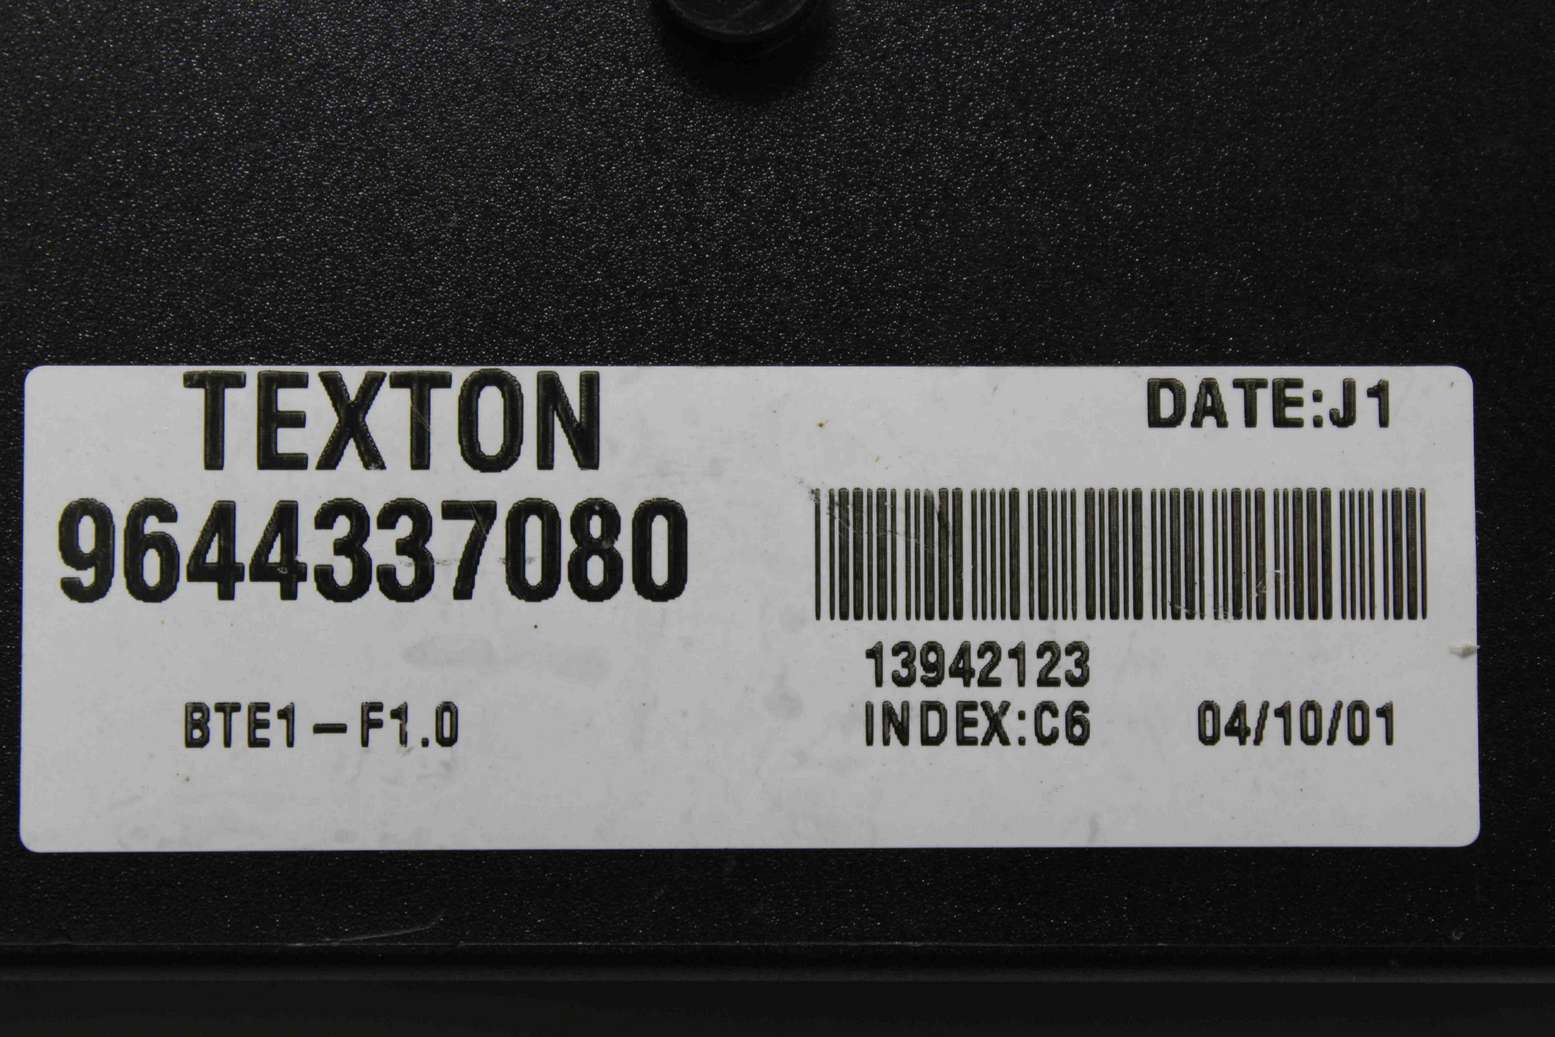 TEXTON
9644337080
BTE1-F1.0
DATE:J1
13942123
INDEX:C6 04/10/01